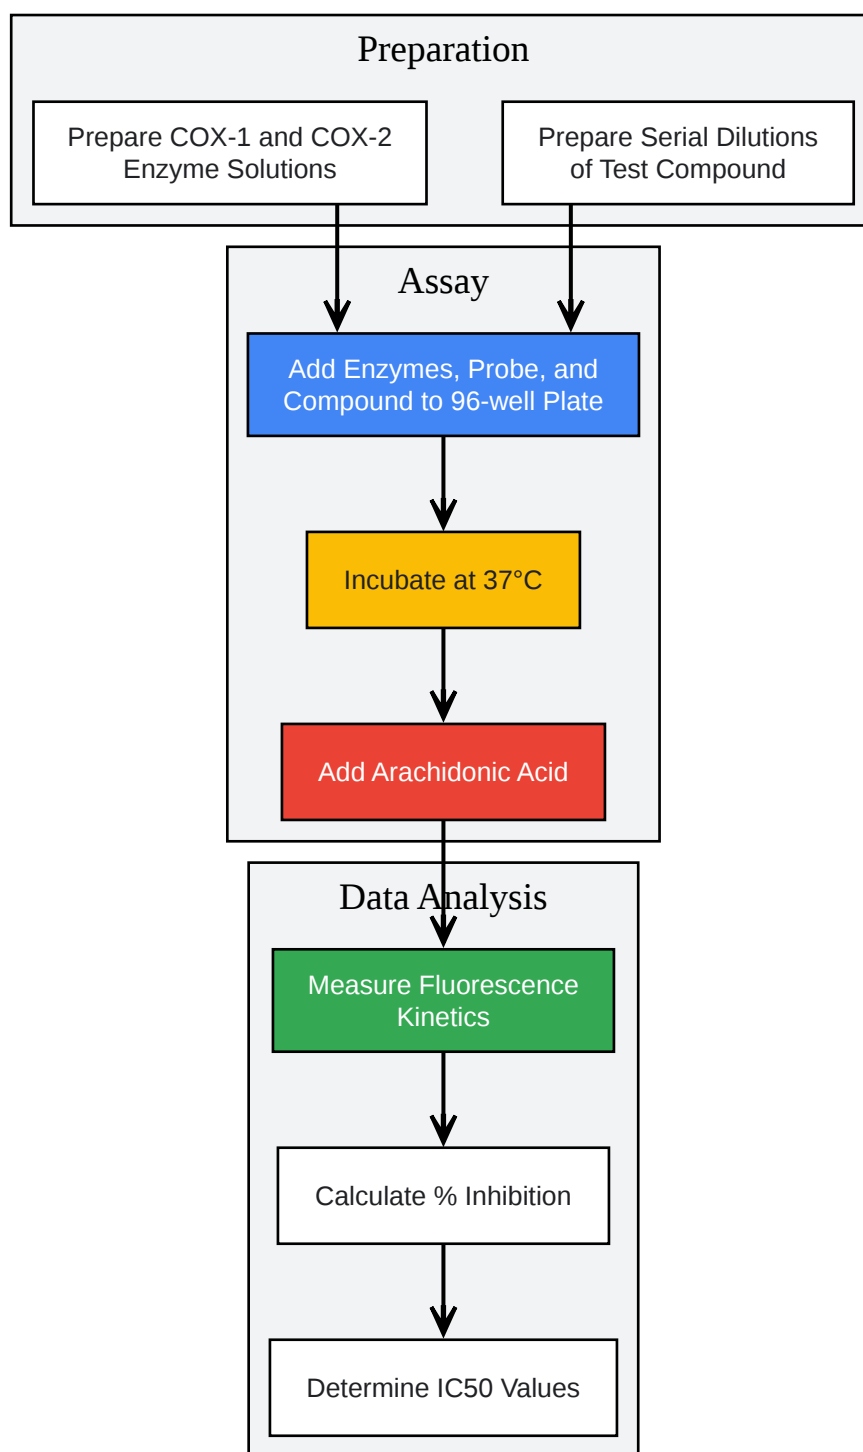 Preparation
Prepare COX-1 and COX-2
Enzyme Solutions
Prepare Serial Dilutions
of Test Compound
Assay
Add Enzymes, Probe, and
Compound to 96-well Plate
Incubate at 37°C
Add Arachidonic Acid
Data Analysis
Measure Fluorescence
Kinetics
Calculate % Inhibition
Determine IC50 Values